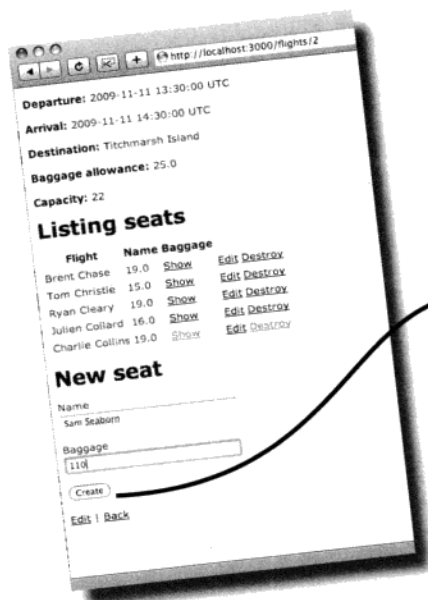 http://localhost:3000/flights/2
Departure: 2009-11-11 13:30:00 UTC
Arrival: 2009-11-11 14:30:00 UTC
Destination: Titchmarsh Island
Baggage allowance: 25.0
Capacity: 22
Listing seats
Flight Name Baggage
Brent Chase 19.0 Show Edit Destroy
Tom Christie 15.0 Show Edit Destroy
Ryan Cleary 19.0 Show Edit Destroy
Julien Collard 16.0 Show Edit Destroy
Charlie Collins 19.0 Show Edit Destroy
New seat
Name
Sam Seaborn
Baggage
110
Create
Edit | Back